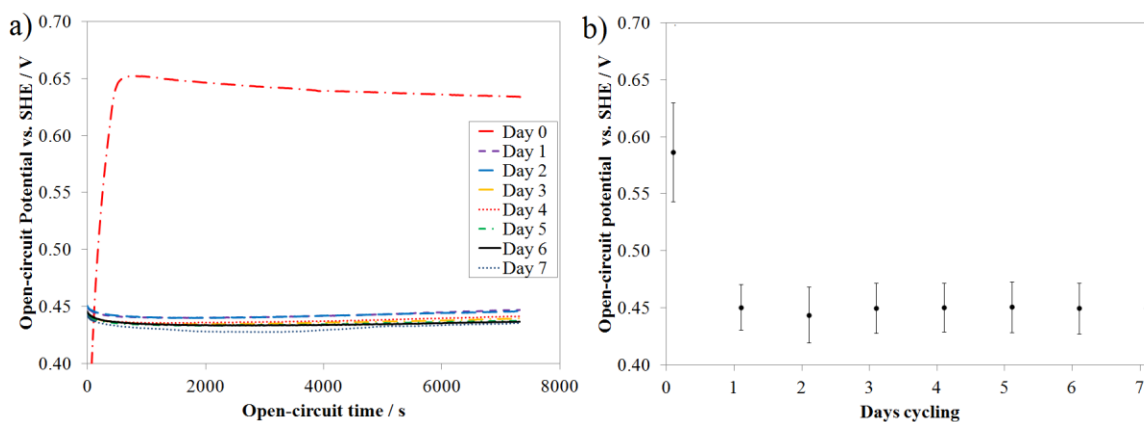 a)
Open-circuit Potential vs. SHE / V
0.70
0.65
0.60
0.55
0.50
0.45
0.40
0
2000
4000
6000
8000
Open-circuit time / s
Day 0
Day 1
Day 2
Day 3
Day 4
Day 5
Day 6
Day 7
b)
Open-circuit potential vs. SHE / V
0.70
0.65
0.60
0.55
0.50
0.45
0.40
0
1
2
3
4
5
6
7
Days cycling